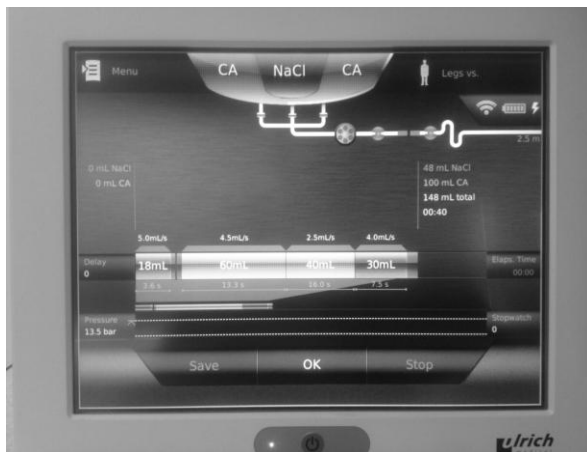 Menu
CA NaCl CA
Legs vs.
2.5 m
0 mL NaCl
0 mL CA
48 mL NaCl
100 mL CA
148 mL total
00:40
5.0mL/s 4.5mL/s 2.5mL/s 4.0mL/s
Delay
0
18mL 60mL 40mL 30mL
Elaps. Time
00:00
3.6 s 13.3 s 16.0 s 7.5 s
Pressure
13.5 bar
Stopwatch
0
Save OK Stop
ulrich